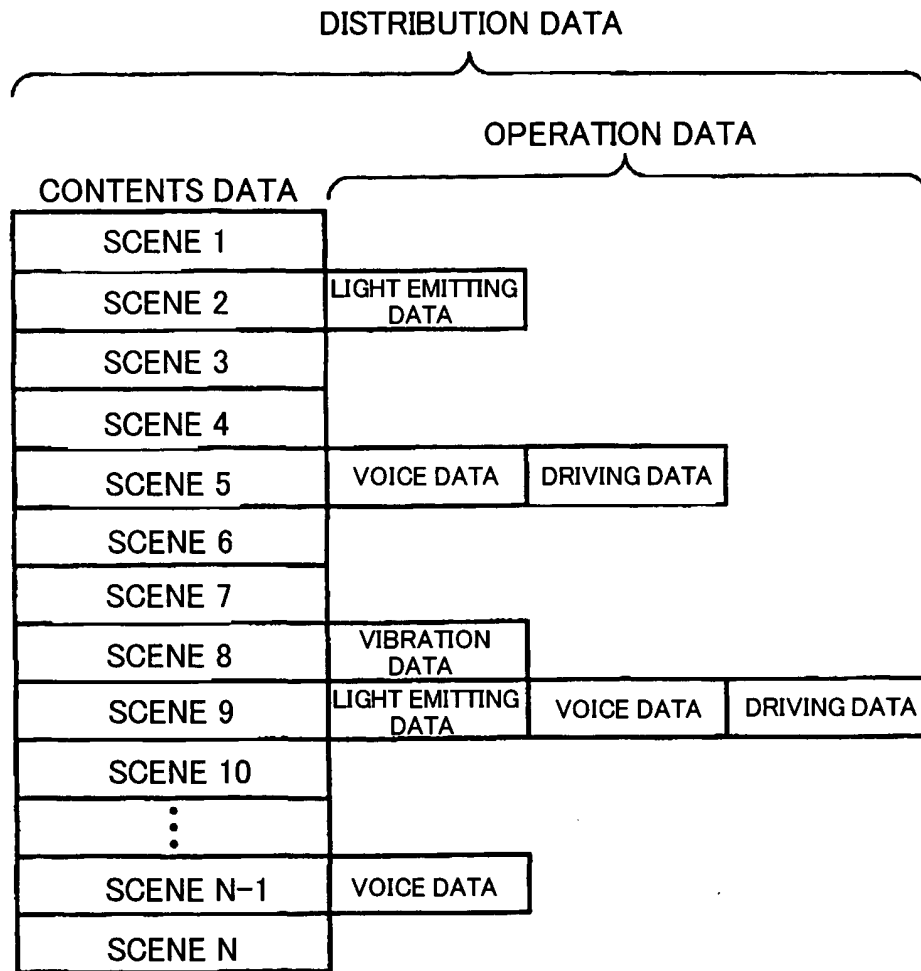 DISTRIBUTION DATA
OPERATION DATA
CONTENTS DATA
SCENE 1
SCENE 2
LIGHT EMITTING
DATA
SCENE 3
SCENE 4
SCENE 5
VOICE DATA
DRIVING DATA
SCENE 6
SCENE 7
SCENE 8
VIBRATION
DATA
SCENE 9
LIGHT EMITTING
DATA
VOICE DATA
DRIVING DATA
SCENE 10
SCENE N-1
VOICE DATA
SCENE N